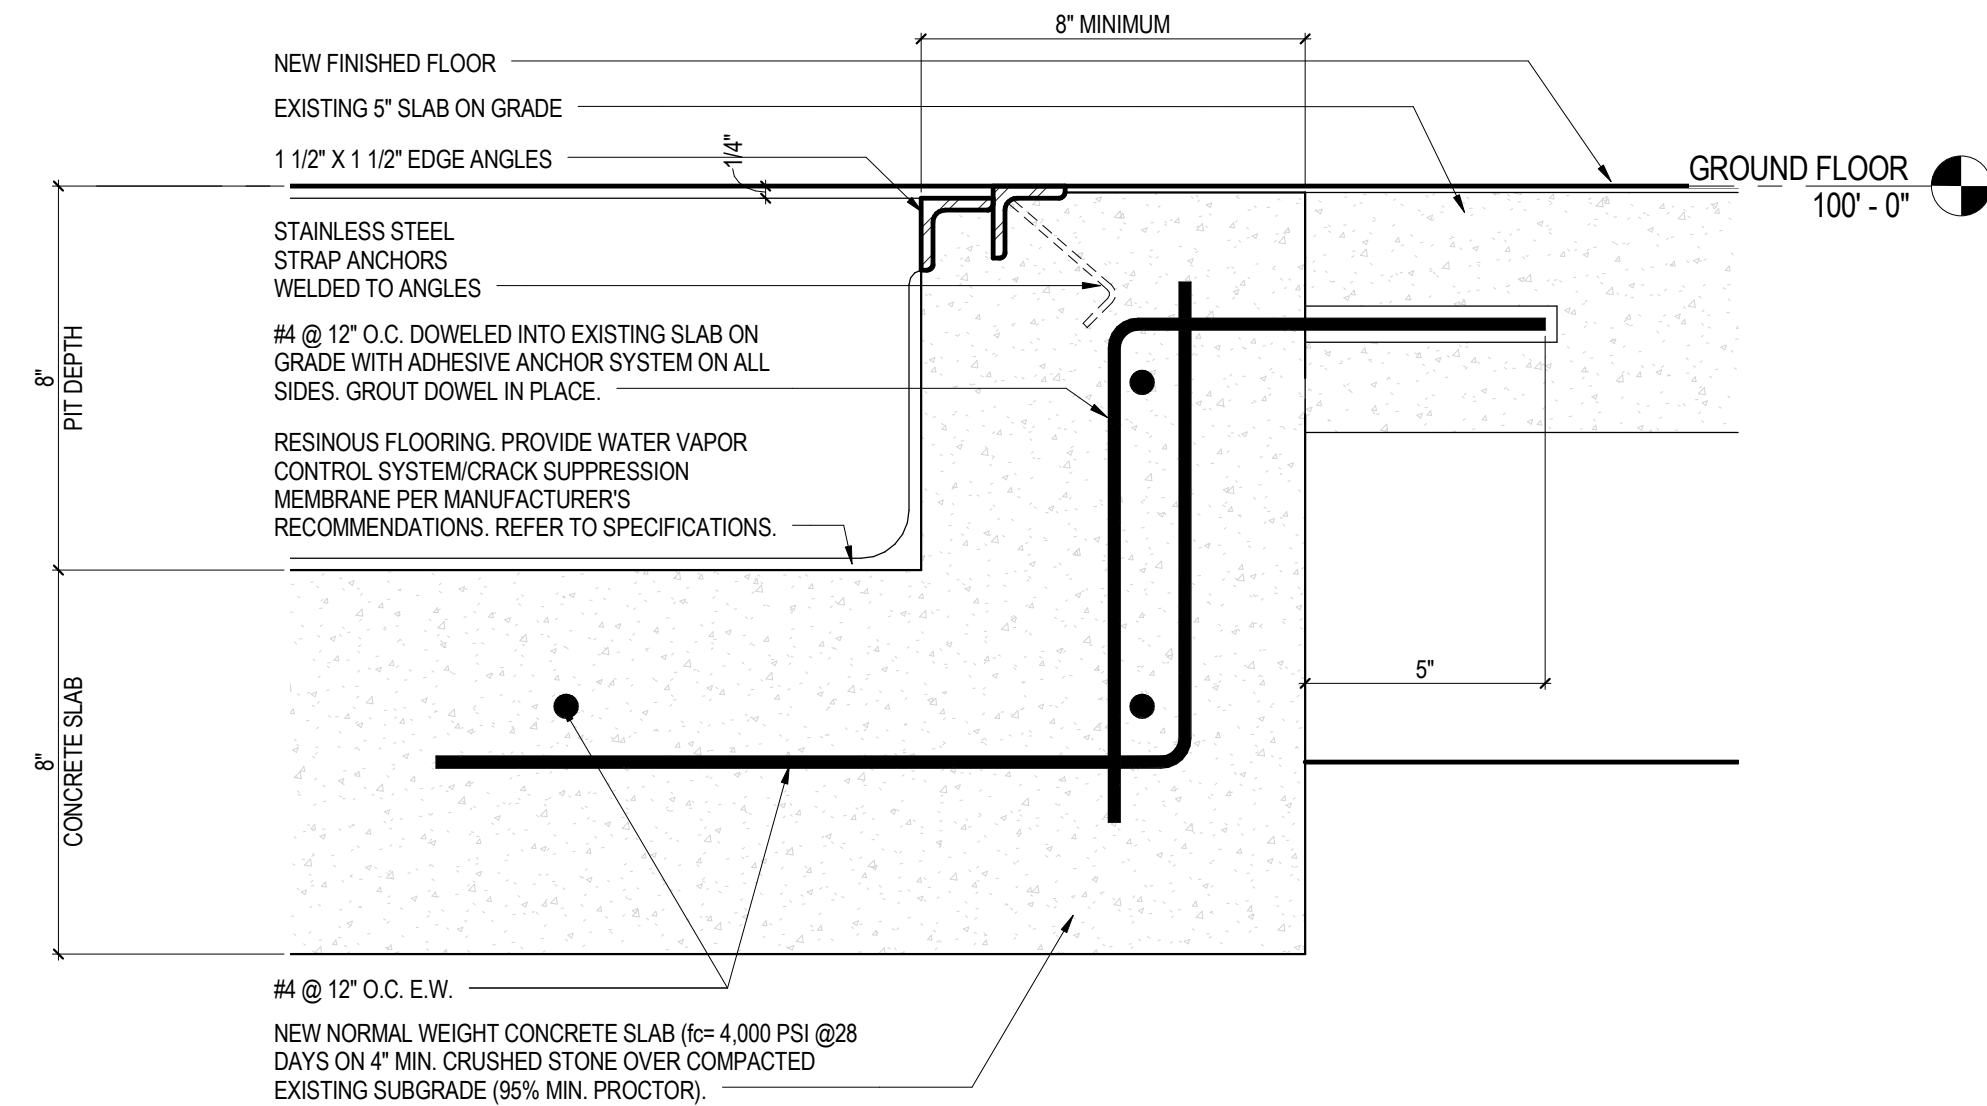 8" MINIMUM
NEW FINISHED FLOOR
EXISTING 5" SLAB ON GRADE
1 1/2" X 1 1/2" EDGE ANGLES
1/4"
GROUND FLOOR
100' - 0"
STAINLESS STEEL
STRAP ANCHORS
WELDED TO ANGLES
#4 @ 12" O.C. DOWELED INTO EXISTING SLAB ON
GRADE WITH ADHESIVE ANCHOR SYSTEM ON ALL
SIDES. GROUT DOWEL IN PLACE.
8"
PIT DEPTH
RESINOUS FLOORING. PROVIDE WATER VAPOR
CONTROL SYSTEM/CRACK SUPPRESSION
MEMBRANE PER MANUFACTURER'S
RECOMMENDATIONS. REFER TO SPECIFICATIONS.
5"
8"
CONCRETE SLAB
#4 @ 12" O.C. E.W.
NEW NORMAL WEIGHT CONCRETE SLAB (fc= 4,000 PSI @28
DAYS ON 4" MIN. CRUSHED STONE OVER COMPACTED
EXISTING SUBGRADE (95% MIN. PROCTOR).